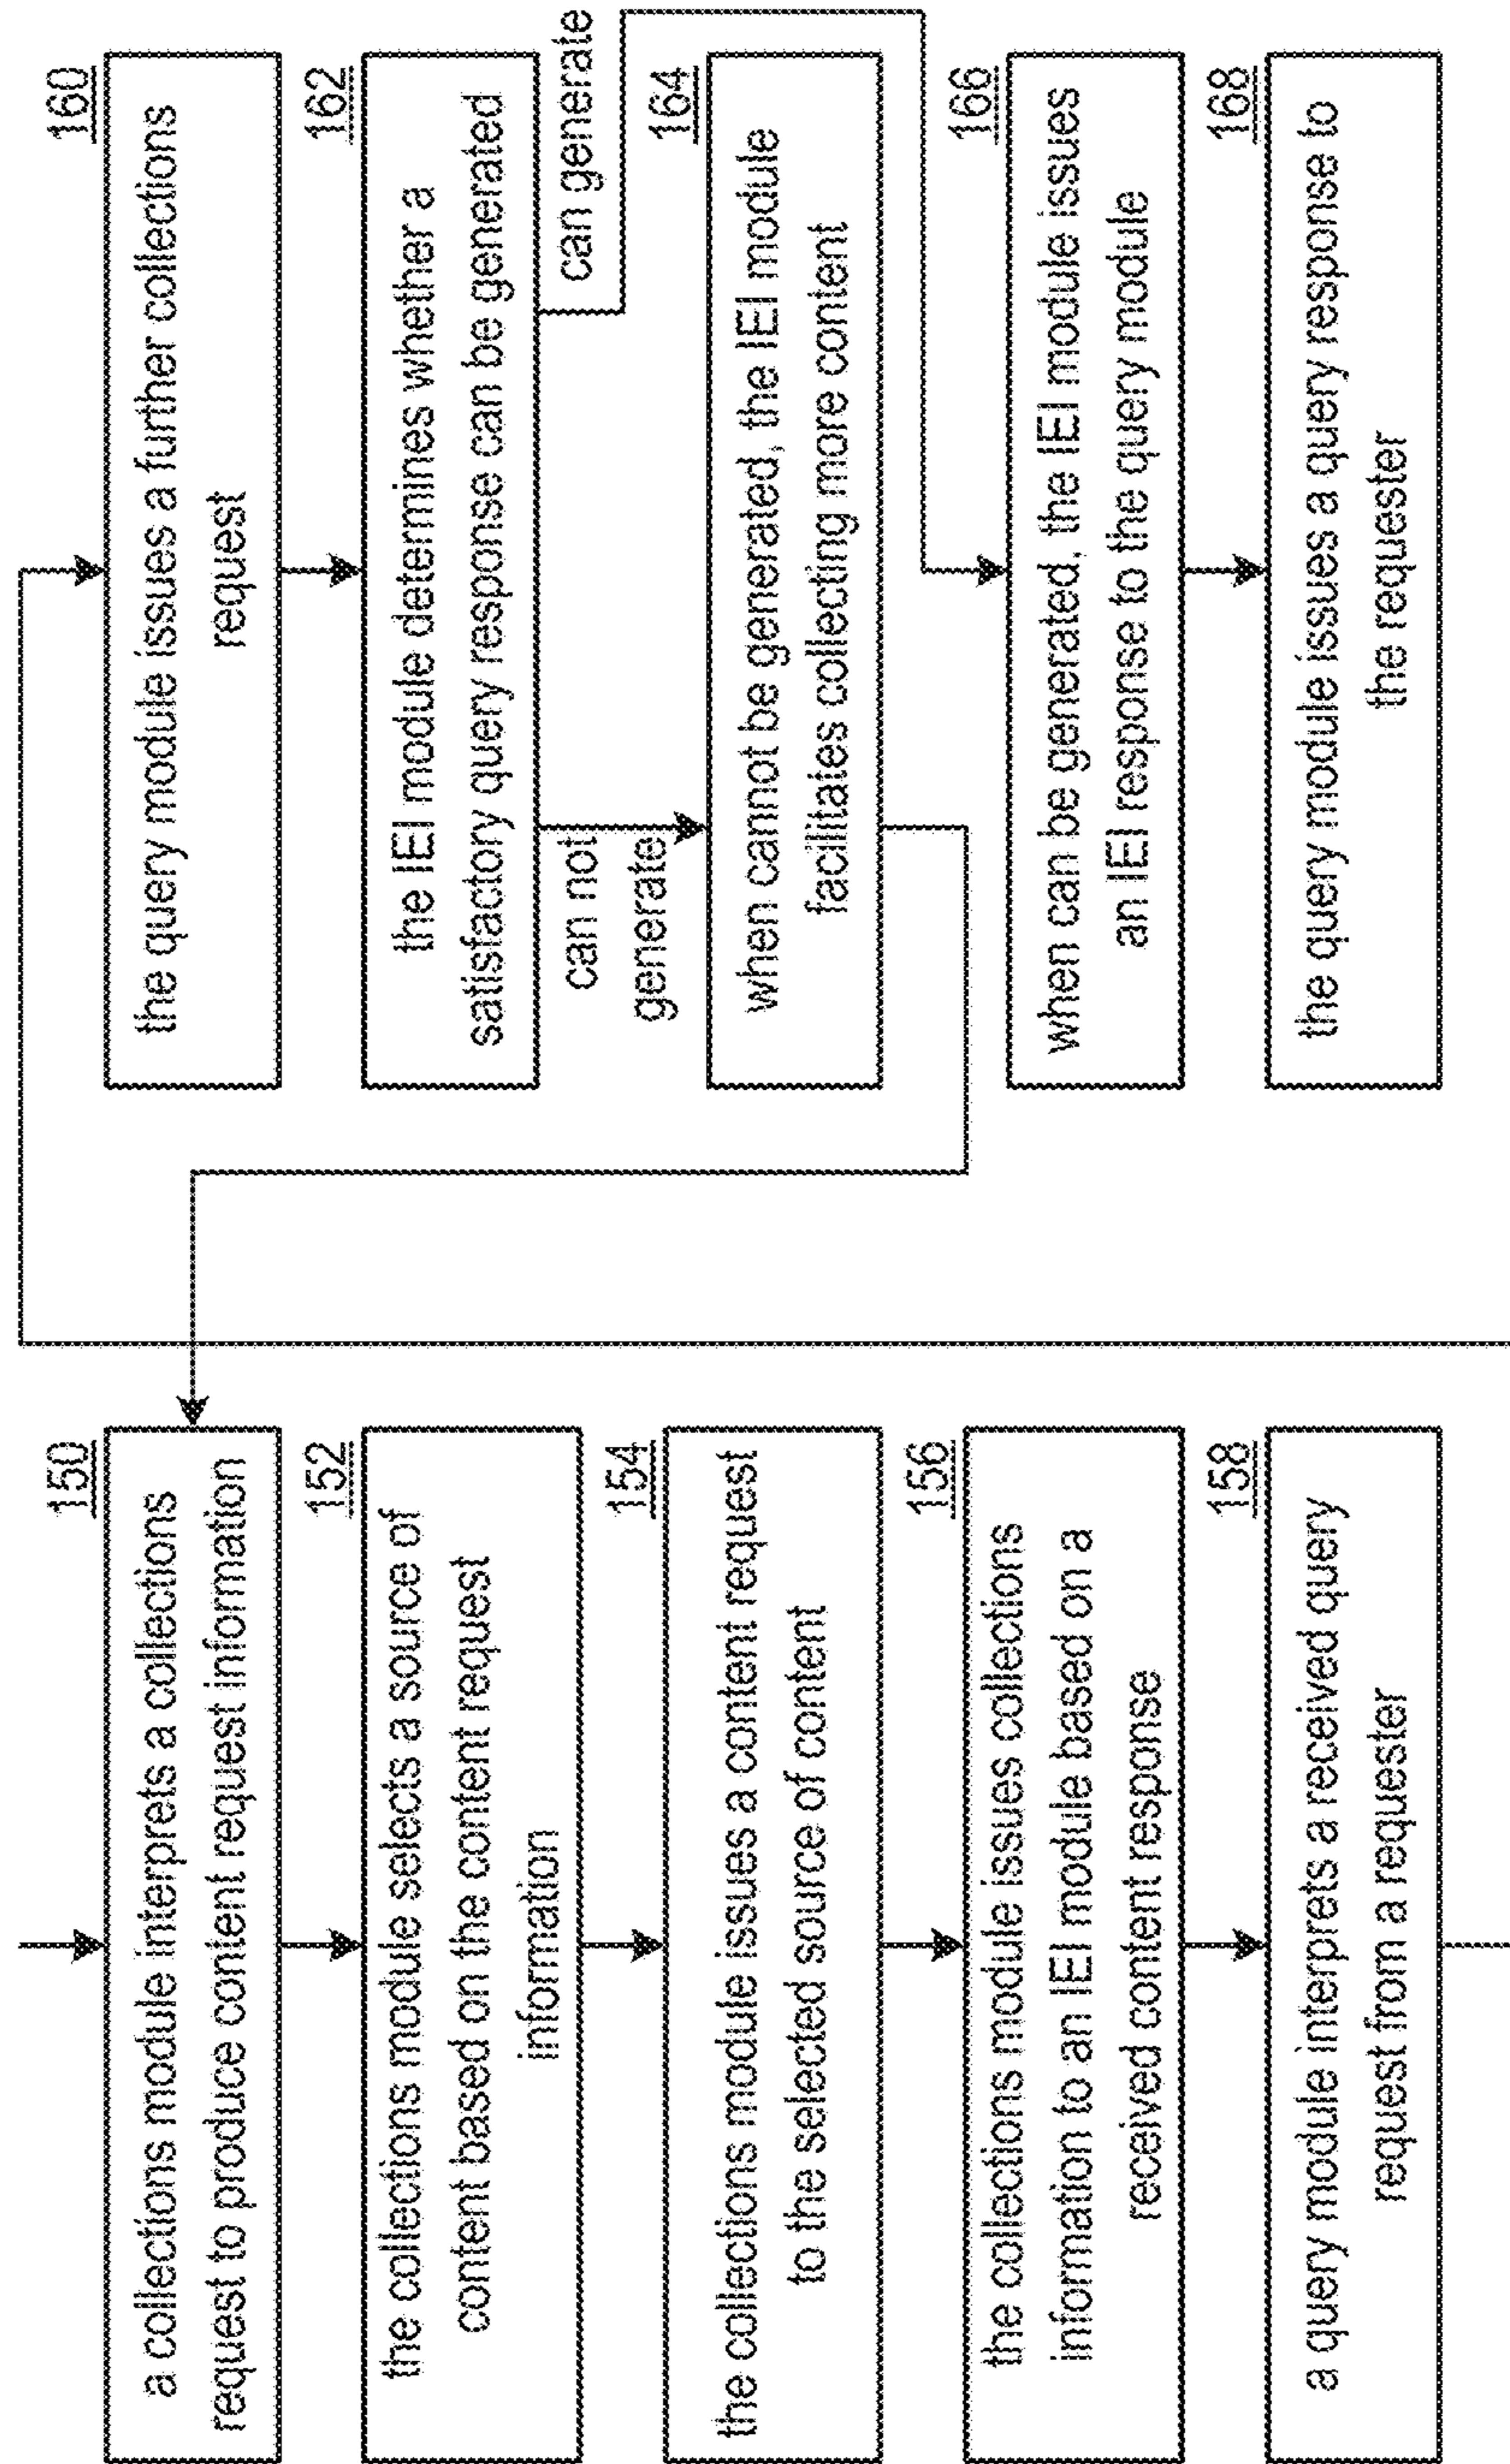 150
a collections module interprets a collections
request to produce content request information
152
the collections module selects a source of
content based on the content request
information
154
the collections module issues a content request
to the selected source of content
156
the collections module issues collections
information to an IEI module based on a
received content response
158
a query module interprets a received query
request from a requester
160
the query module issues a further collections
request
162
the IEI module determines whether a
satisfactory query response can be generated
can not
generate
can generate
164
when cannot be generated, the IEI module
facilitates collecting more content
166
when can be generated, the IEI module issues
an IEI response to the query module
168
the query module issues a query response to
the requester